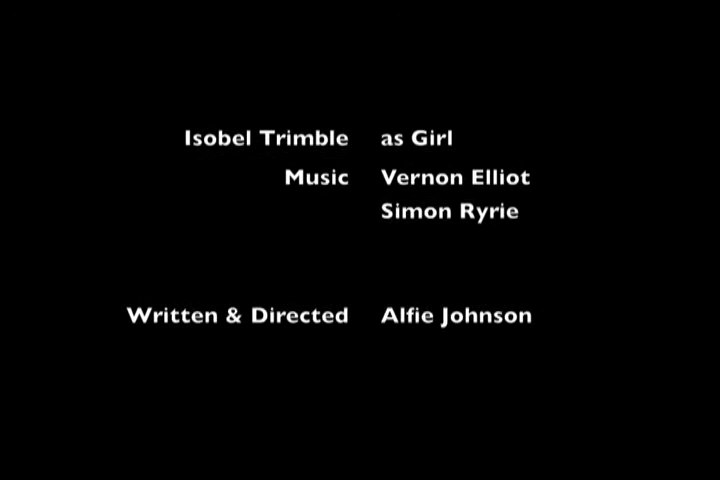 Isobel Trimble as Girl
Music Vernon Elliot
Simon Ryrie
Written & Directed Alfie Johnson